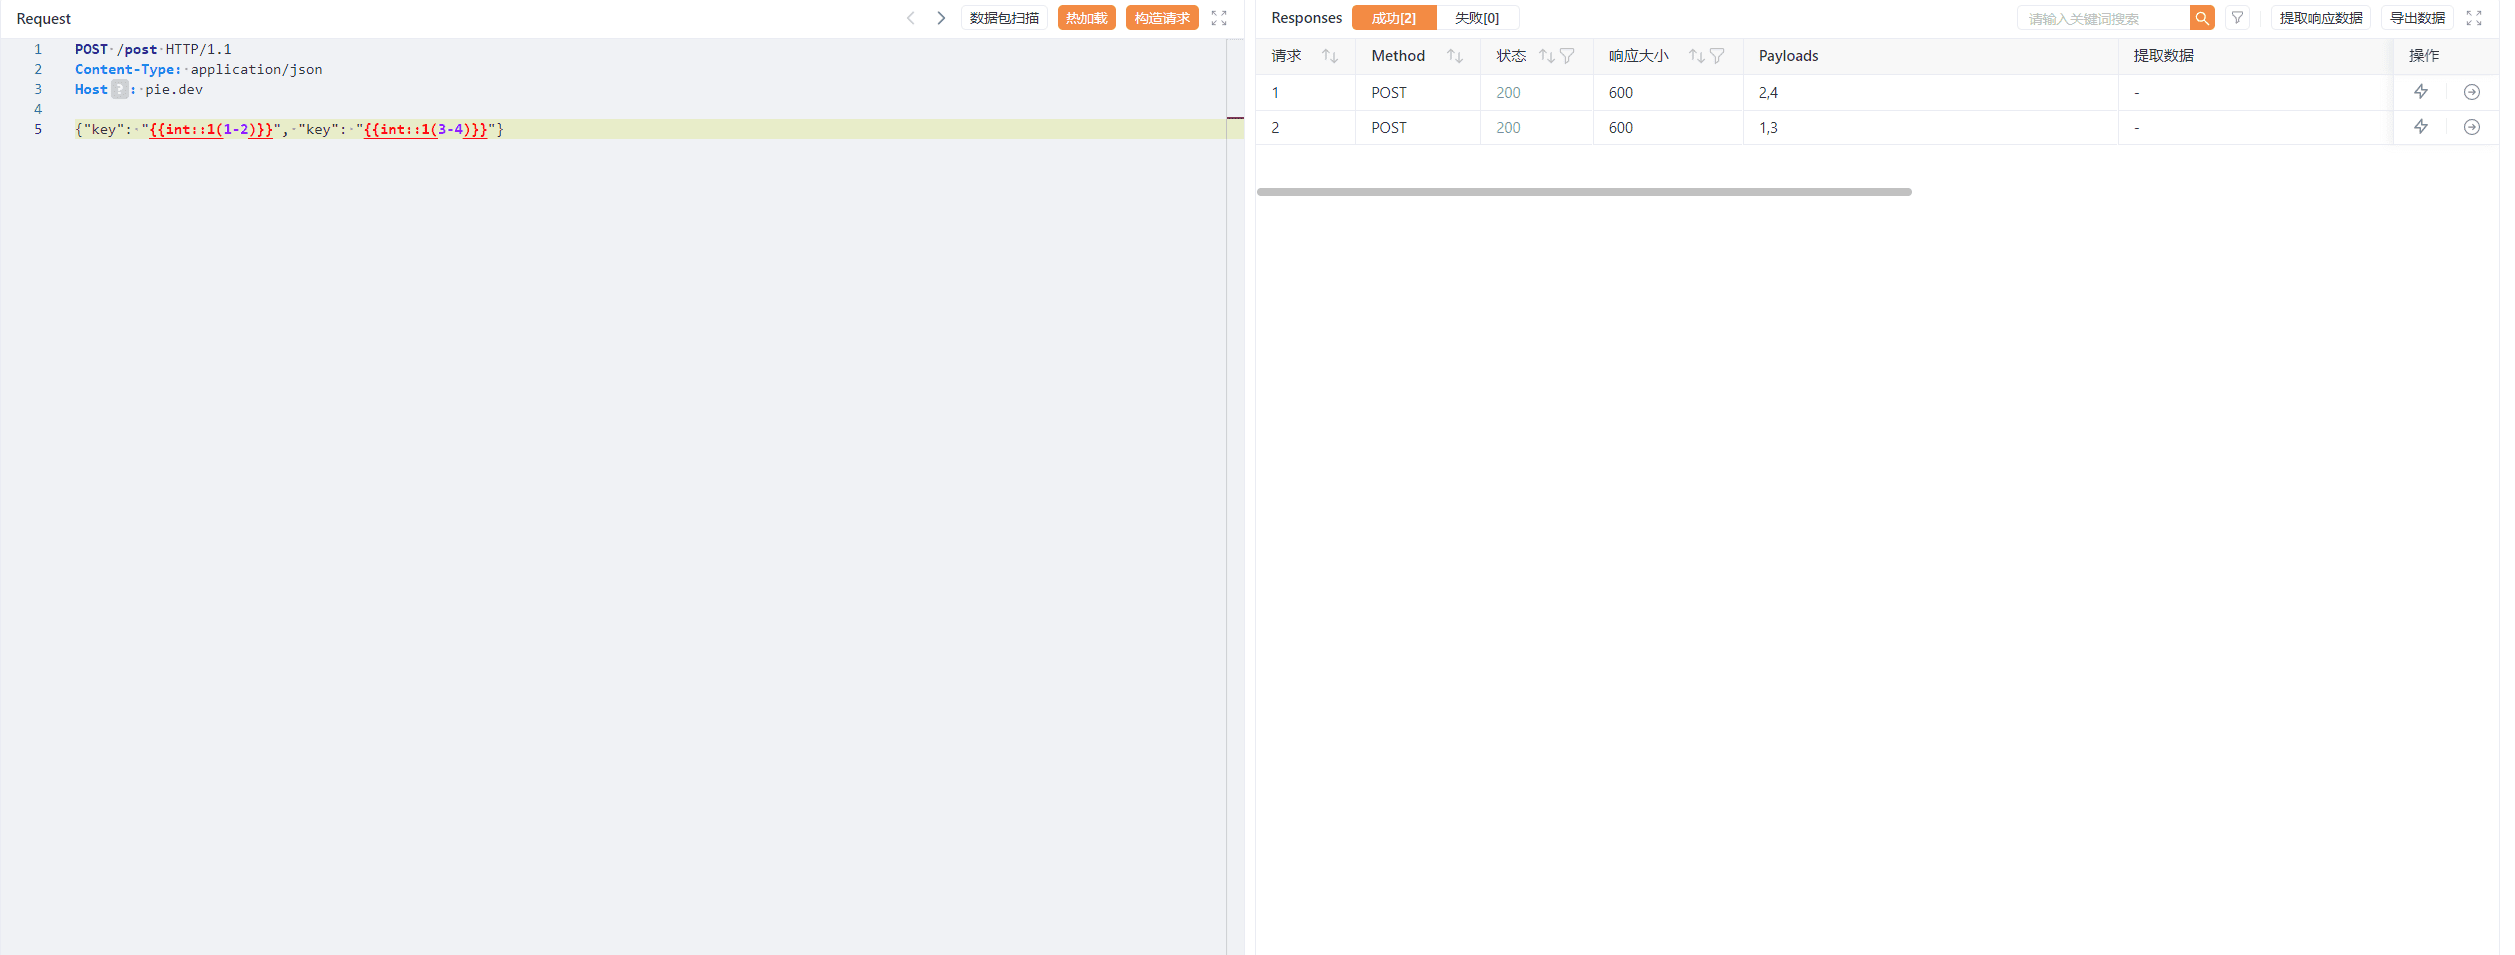 Request
数据包扫描
热加载
构造请求
1 POST /post HTTP/1.1
2 Content-Type: application/json
3 Host ? : pie.dev
4
5 {"key": "{{int::1(1-2)}}", "key": "{{int::1(3-4)}}"}
Responses
成功[2]
失败[0]
请输入关键词搜索
提取响应数据
导出数据
请求 Method 状态 响应大小 Payloads 提取数据 操作
1 POST 200 600 2,4 -
2 POST 200 600 1,3 -